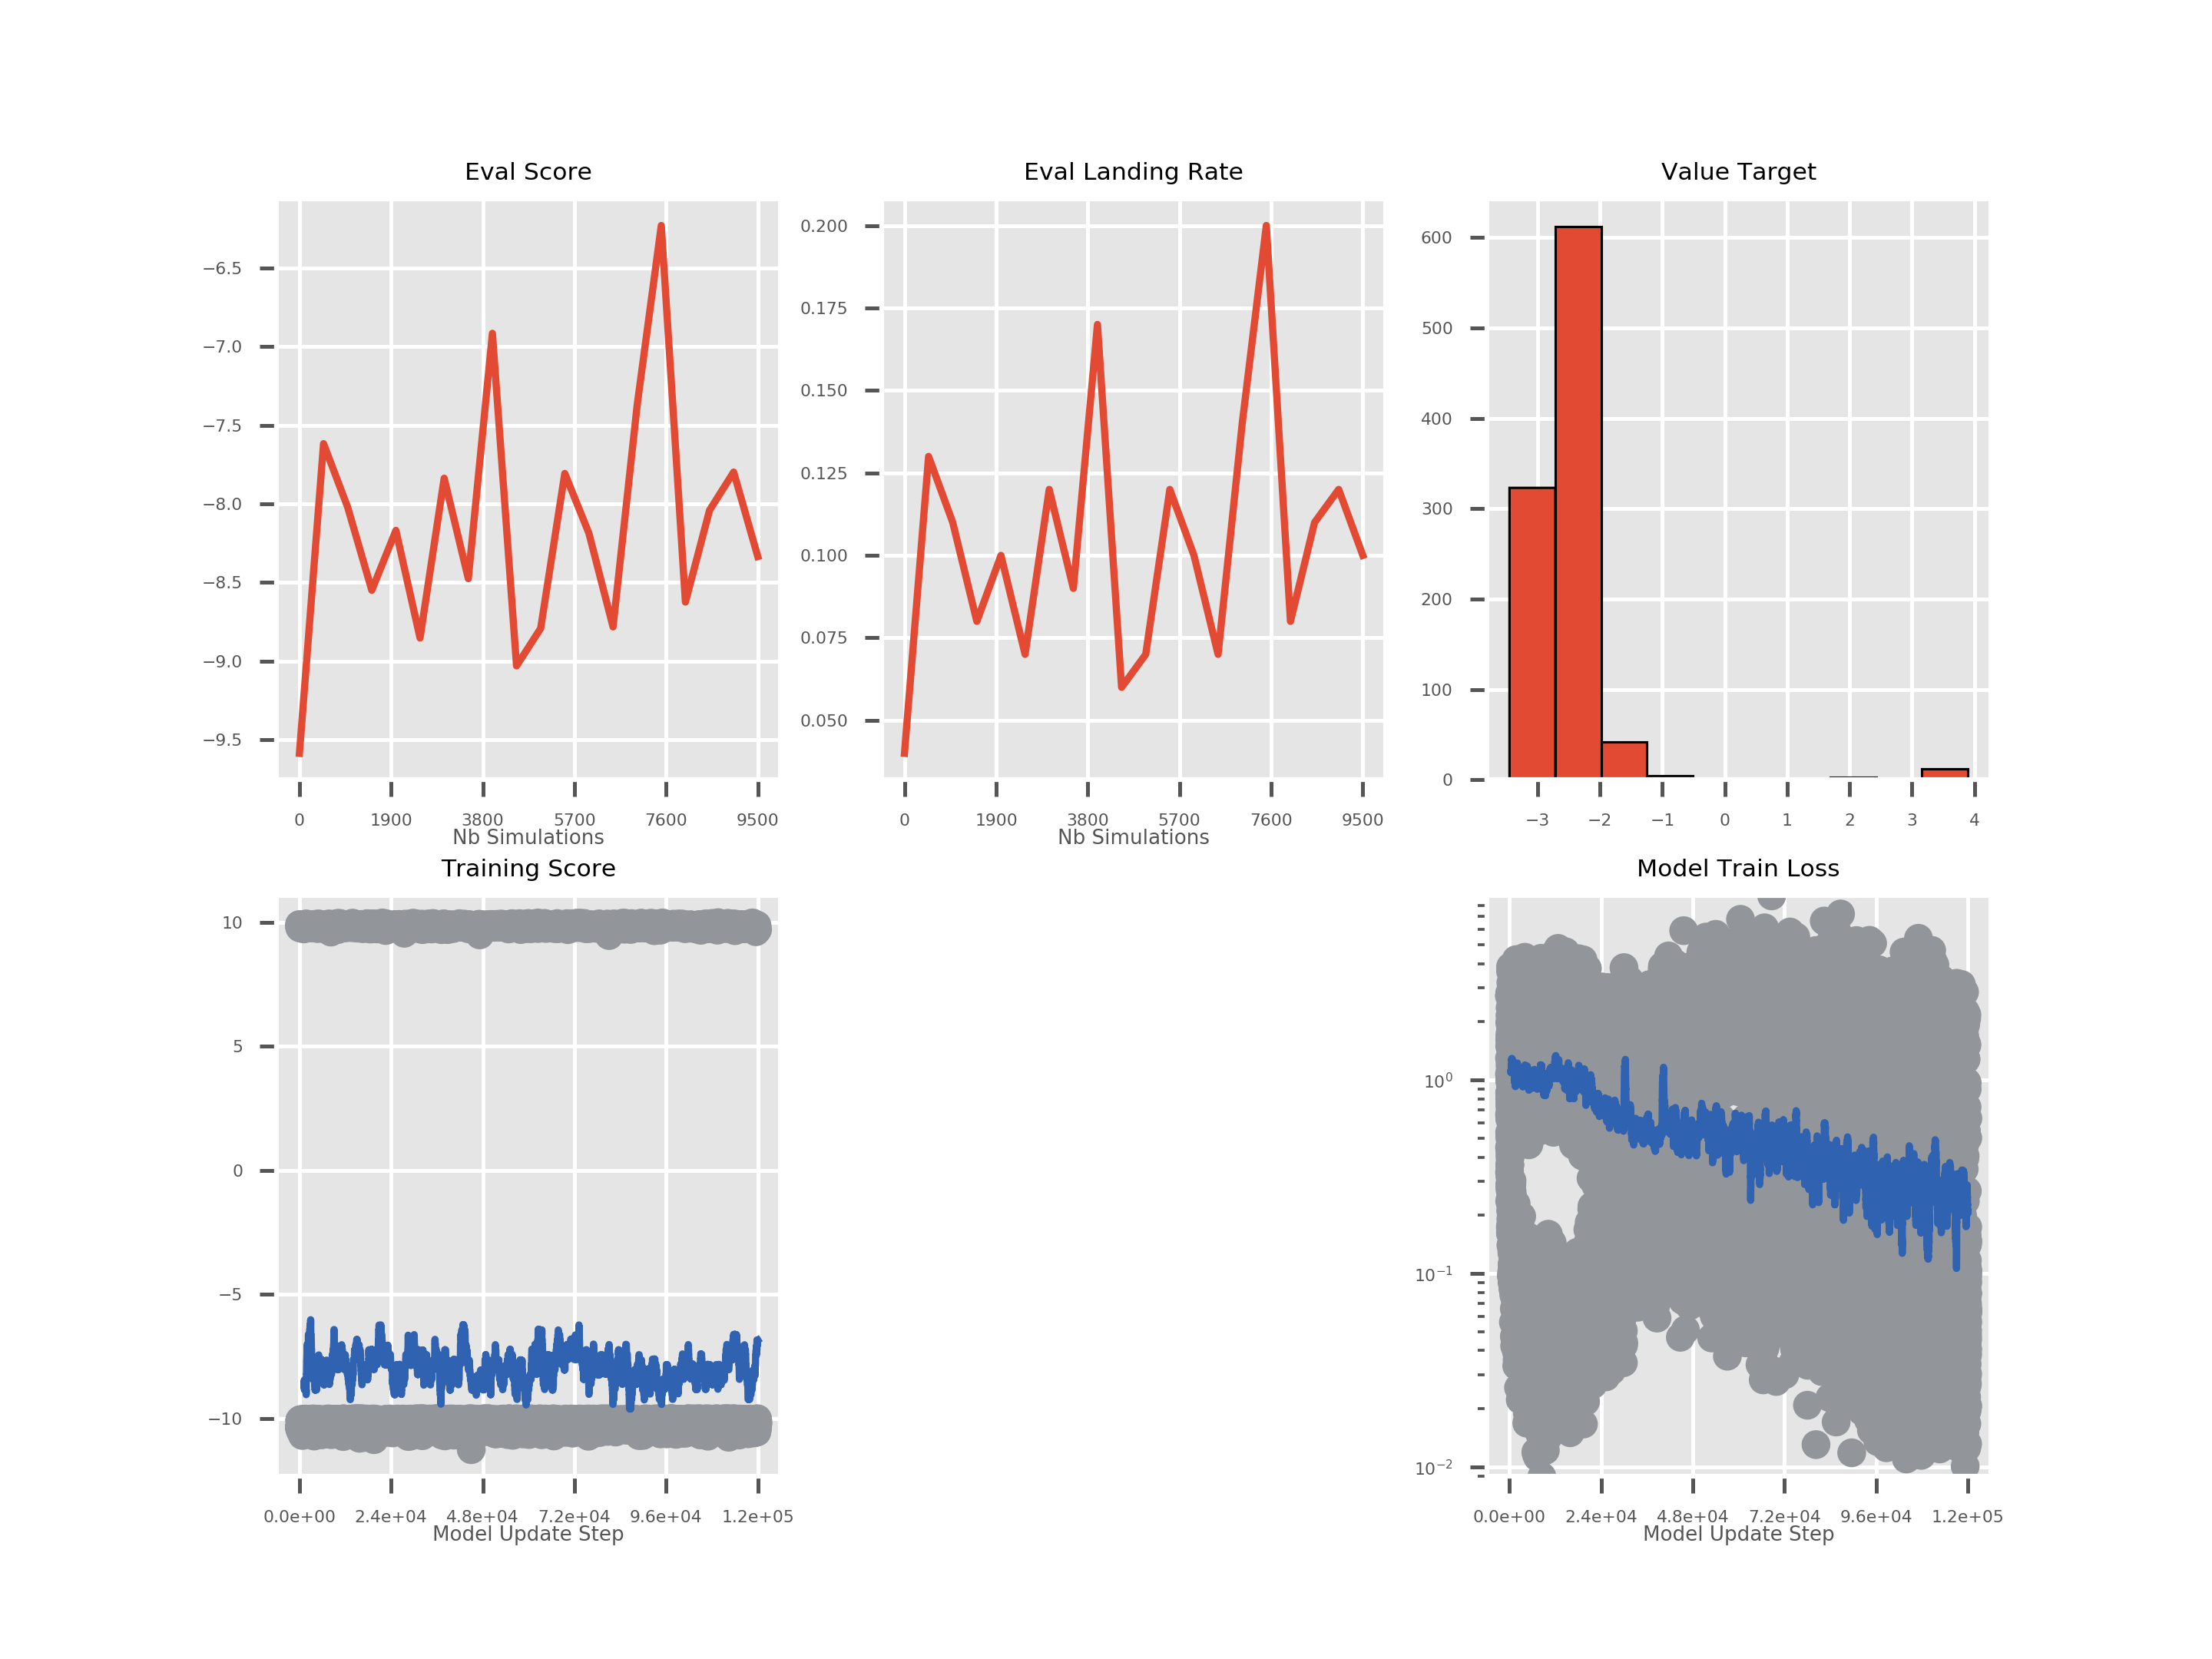 Eval Score
−6.5
−7.0
−7.5
−8.0
−8.5
−9.0
−9.5
0 1900 3800 5700 7600 9500
Nb Simulations
Eval Landing Rate
0.200
0.175
0.150
0.125
0.100
0.075
0.050
0 1900 3800 5700 7600 9500
Nb Simulations
Value Target
600
500
400
300
200
100
0
−3 −2 −1 0 1 2 3 4
Training Score
10
5
0
−5
−10
0.0e+00 2.4e+04 4.8e+04 7.2e+04 9.6e+04 1.2e+05
Model Update Step
Model Train Loss
10⁰
10⁻¹
10⁻²
0.0e+00 2.4e+04 4.8e+04 7.2e+04 9.6e+04 1.2e+05
Model Update Step